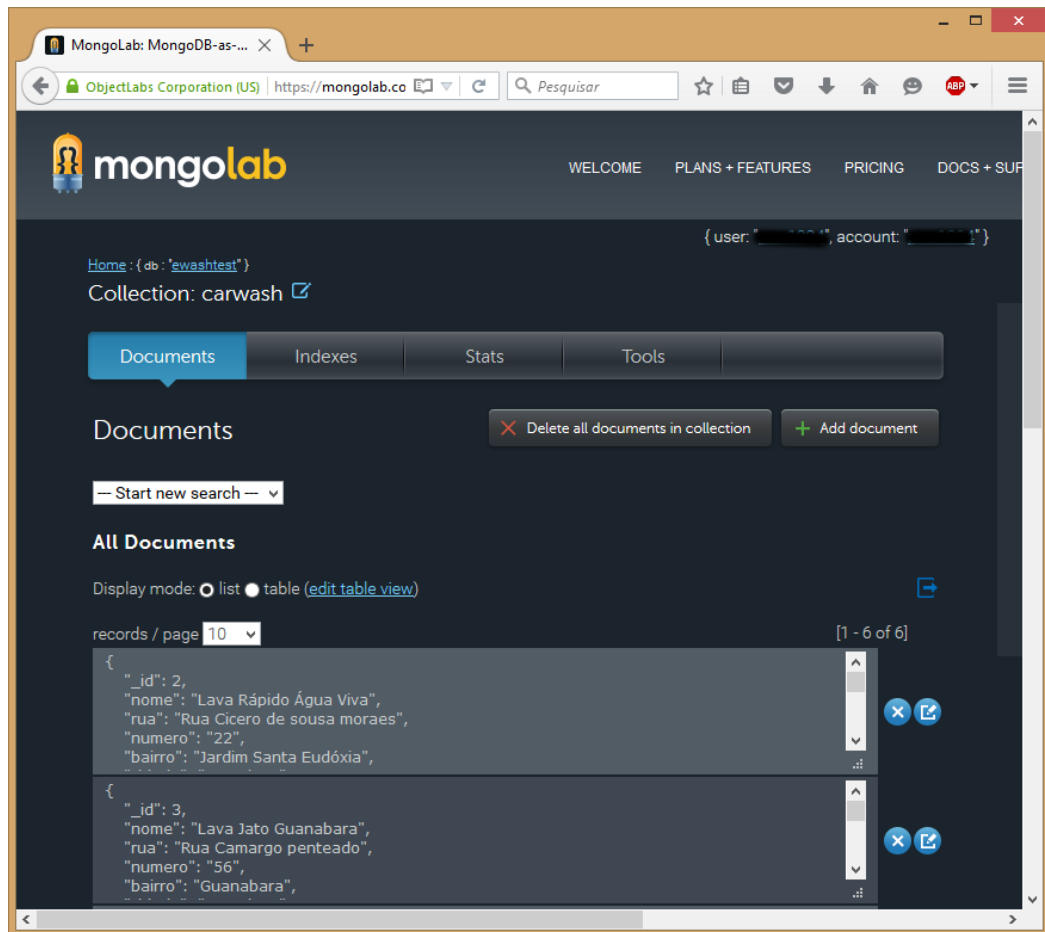 MongoLab: MongoDB-as-...
ObjectLabs Corporation (US) https://mongolab.co Pesquisar ABP
mongolab WELCOME PLANS + FEATURES PRICING DOCS + SUP
{ user: " ", account: " " }
Home : { db : "ewashtest" }
Collection: carwash
Documents Indexes Stats Tools
Documents Delete all documents in collection Add document
--- Start new search ---
All Documents
Display mode: list table (edit table view)
records / page 10 [1 - 6 of 6]
{
"_id": 2,
"nome": "Lava Rápido Água Viva",
"rua": "Rua Cicero de sousa moraes",
"numero": "22",
"bairro": "Jardim Santa Eudóxia",
{
"_id": 3,
"nome": "Lava Jato Guanabara",
"rua": "Rua Camargo penteado",
"numero": "56",
"bairro": "Guanabara",